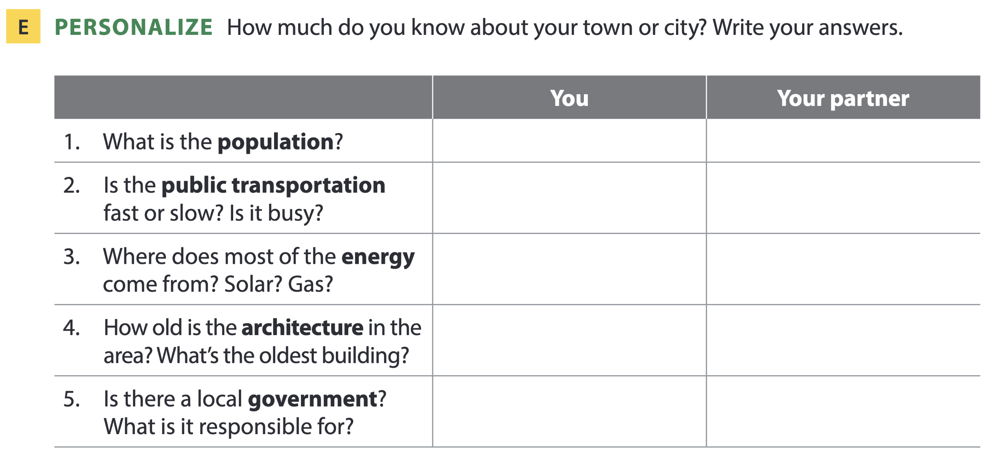 E PERSONALIZE How much do you know about your town or city? Write your answers.
You Your partner
1. What is the population?
2. Is the public transportation
fast or slow? Is it busy?
3. Where does most of the energy
come from? Solar? Gas?
4. How old is the architecture in the
area? What’s the oldest building?
5. Is there a local government?
What is it responsible for?